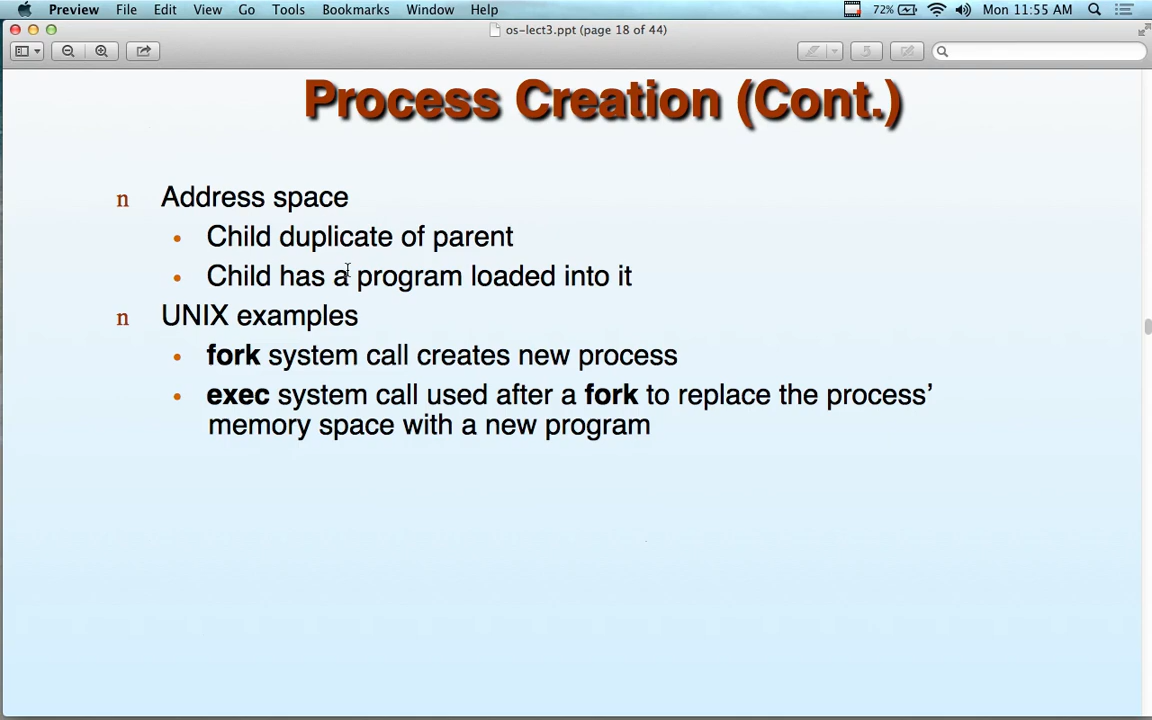 Preview File Edit View Go Tools Bookmarks Window Help 72% Mon 11:55 AM
os-lect3.ppt (page 18 of 44)
Process Creation (Cont.)
n Address space
• Child duplicate of parent
• Child has a program loaded into it
n UNIX examples
• fork system call creates new process
• exec system call used after a fork to replace the process’
memory space with a new program